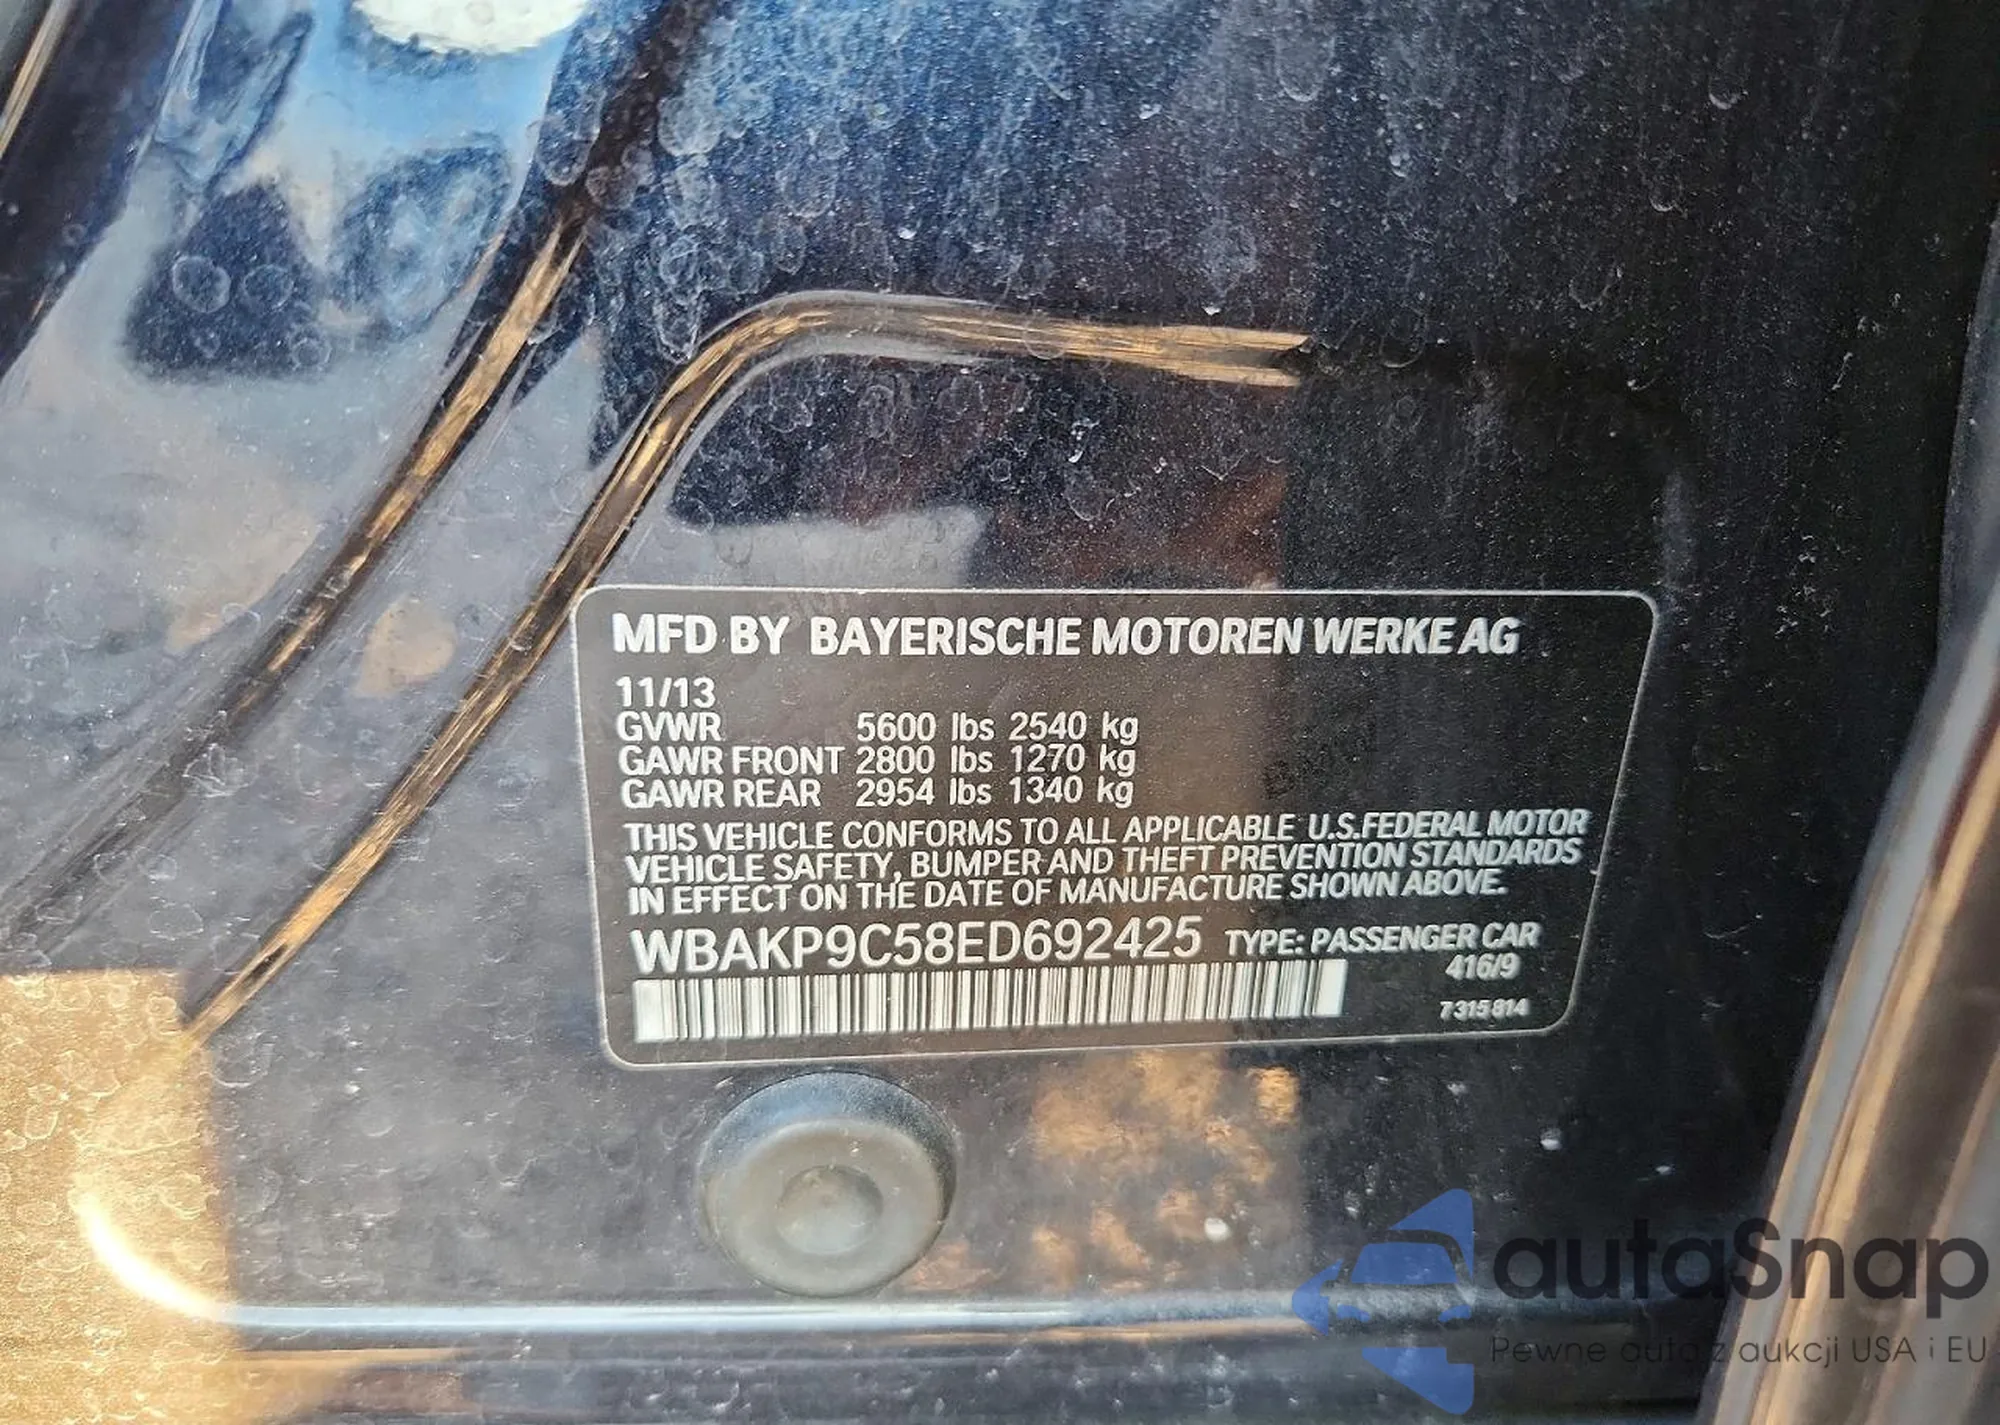 MFD BY BAYERISCHE MOTOREN WERKE AG
11/13
GVWR 5600 lbs 2540 kg
GAWR FRONT 2800 lbs 1270 kg
GAWR REAR 2954 lbs 1340 kg
THIS VEHICLE CONFORMS TO ALL APPLICABLE U.S.FEDERAL MOTOR
VEHICLE SAFETY, BUMPER AND THEFT PREVENTION STANDARDS
IN EFFECT ON THE DATE OF MANUFACTURE SHOWN ABOVE.
WBAKP9C58ED692425 TYPE: PASSENGER CAR
416/9
7315814
autaSnap
Pewne auta z aukcji USA i EU